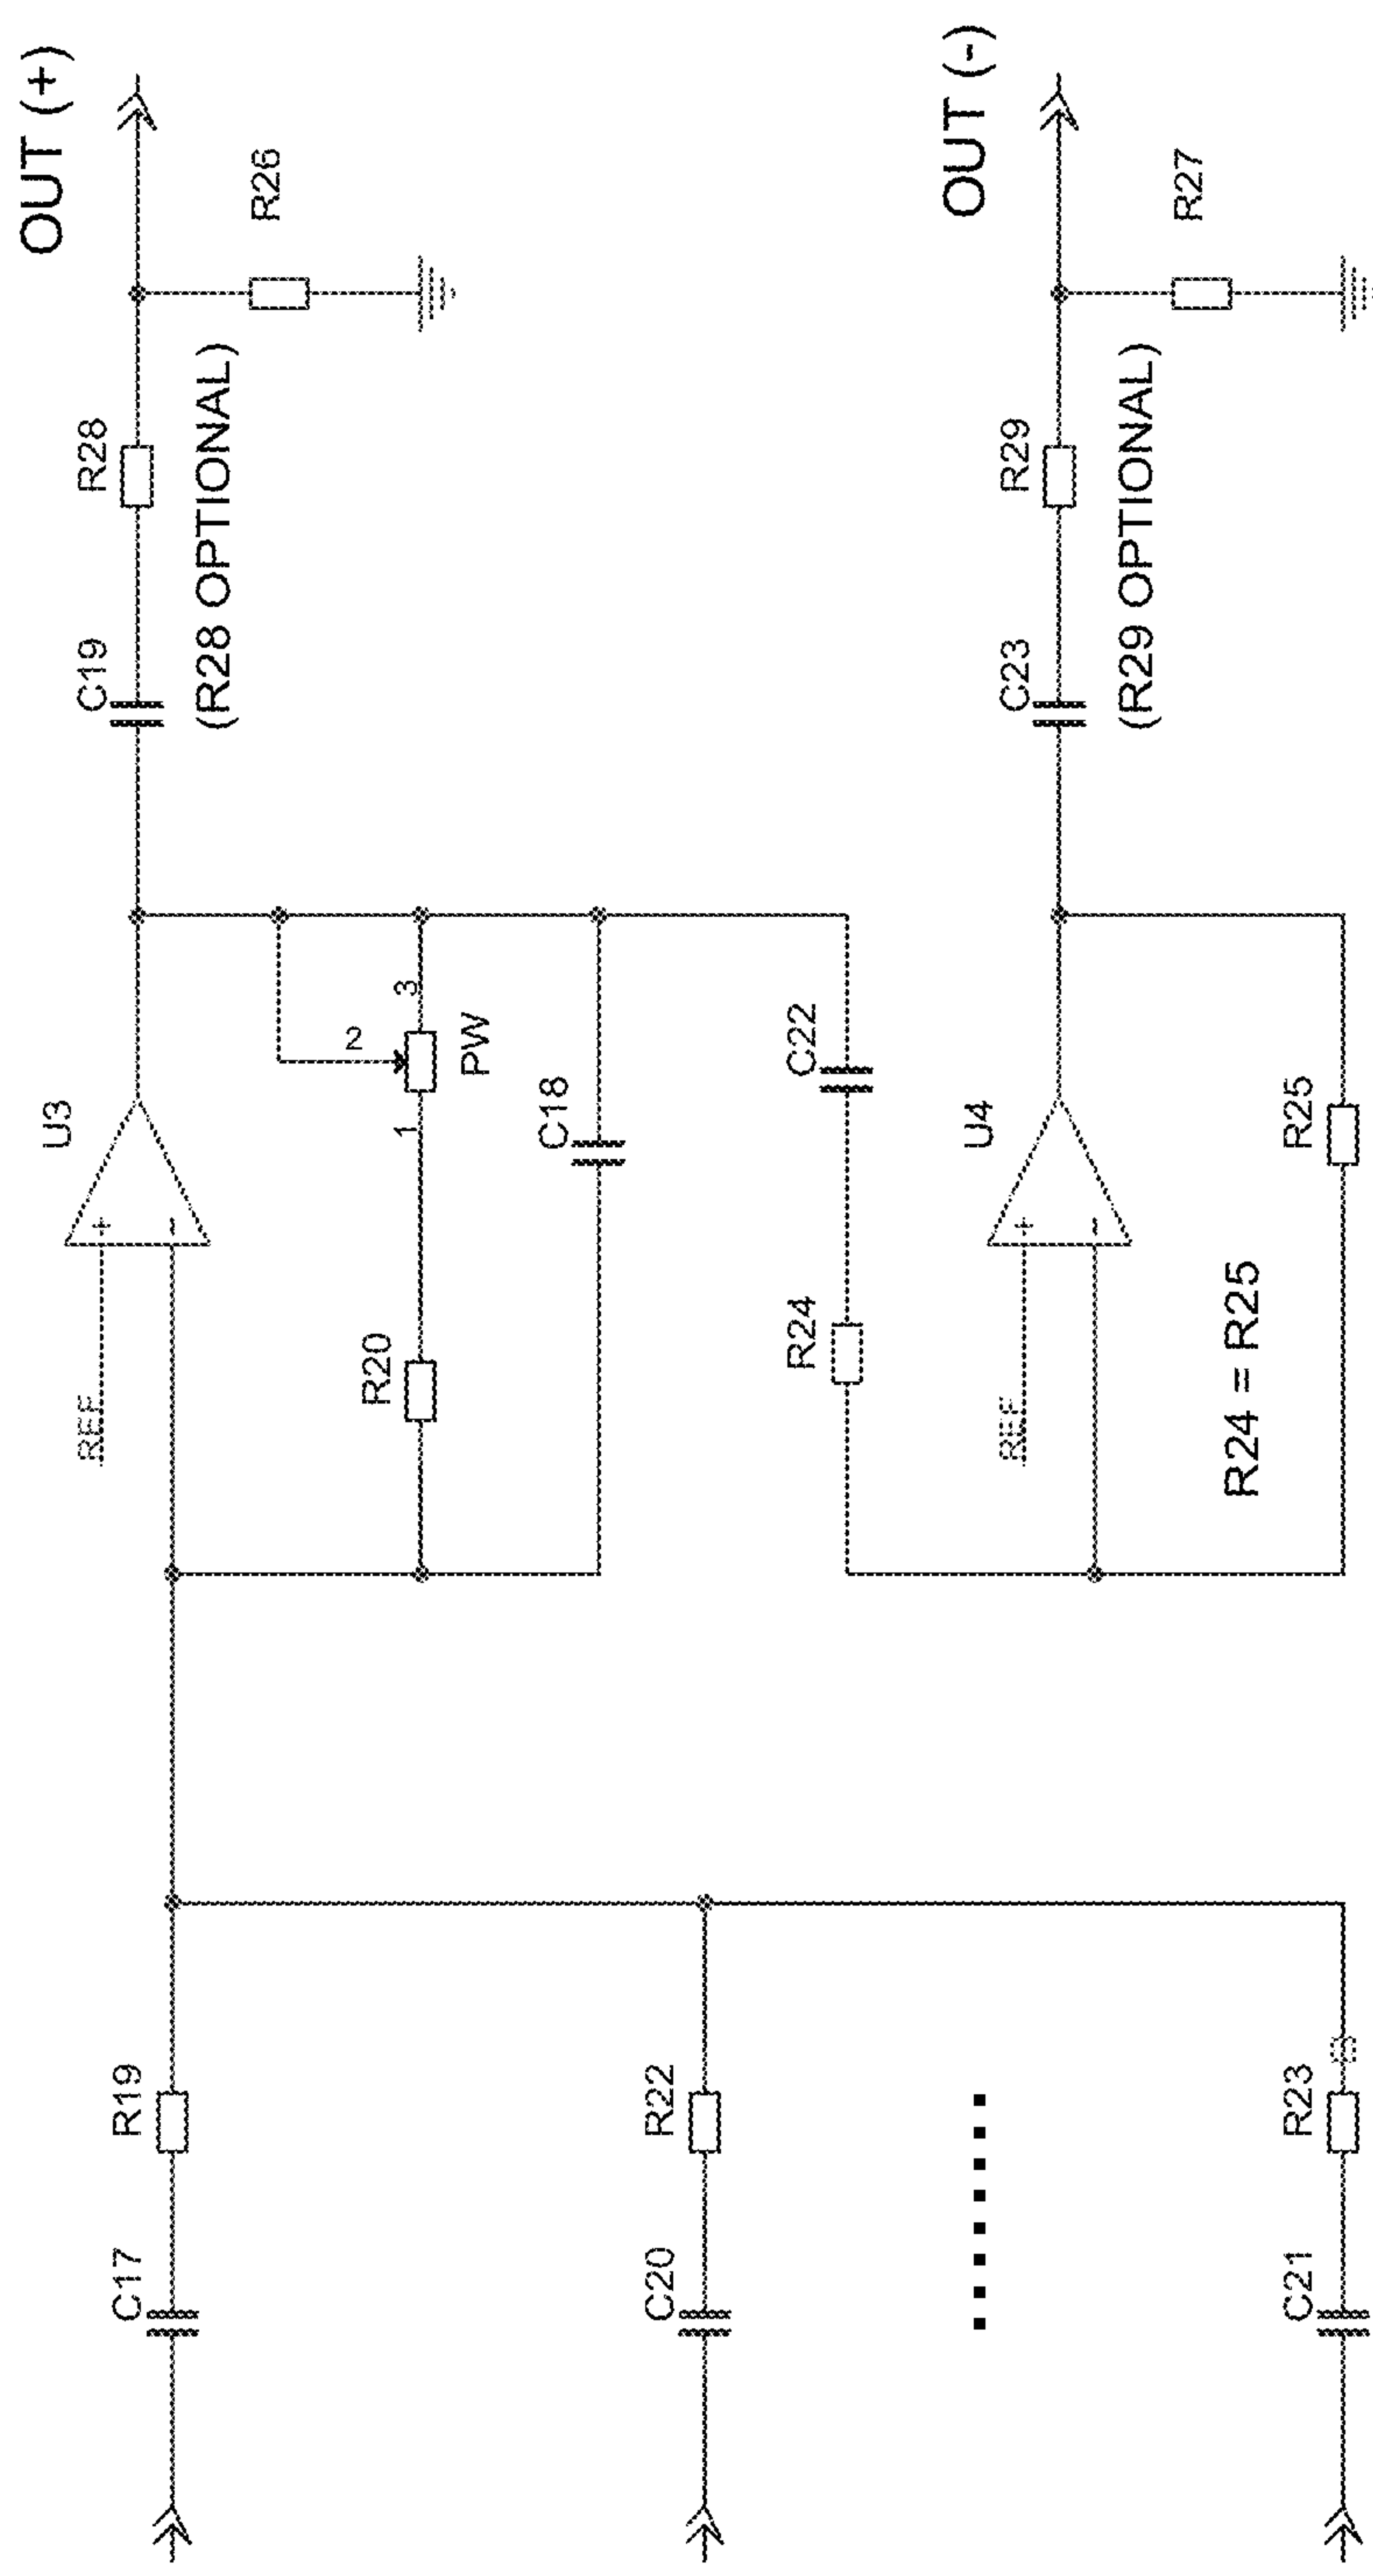 C17
R19
REF
+
-
U3
R20
1
2
3
PW
C18
C19
R28
(R28 OPTIONAL)
OUT (+)
R26
C20
R22
R24
C22
REF
+
-
U4
R24 = R25
R25
C23
R29
(R29 OPTIONAL)
OUT (-)
R27
C21
R23